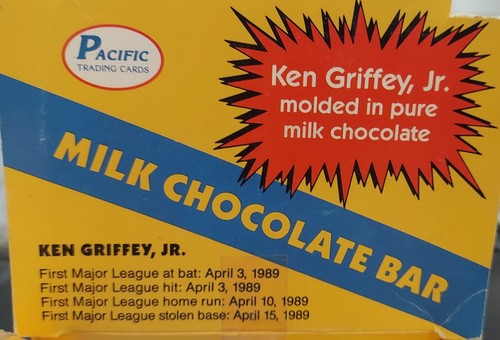 PACIFIC
TRADING CARDS
Ken Griffey, Jr.
molded in pure
milk chocolate
MILK CHOCOLATE BAR
KEN GRIFFEY, JR.
First Major League at bat: April 3, 1989
First Major League hit: April 3, 1989
First Major League home run: April 10, 1989
First Major League stolen base: April 15, 1989